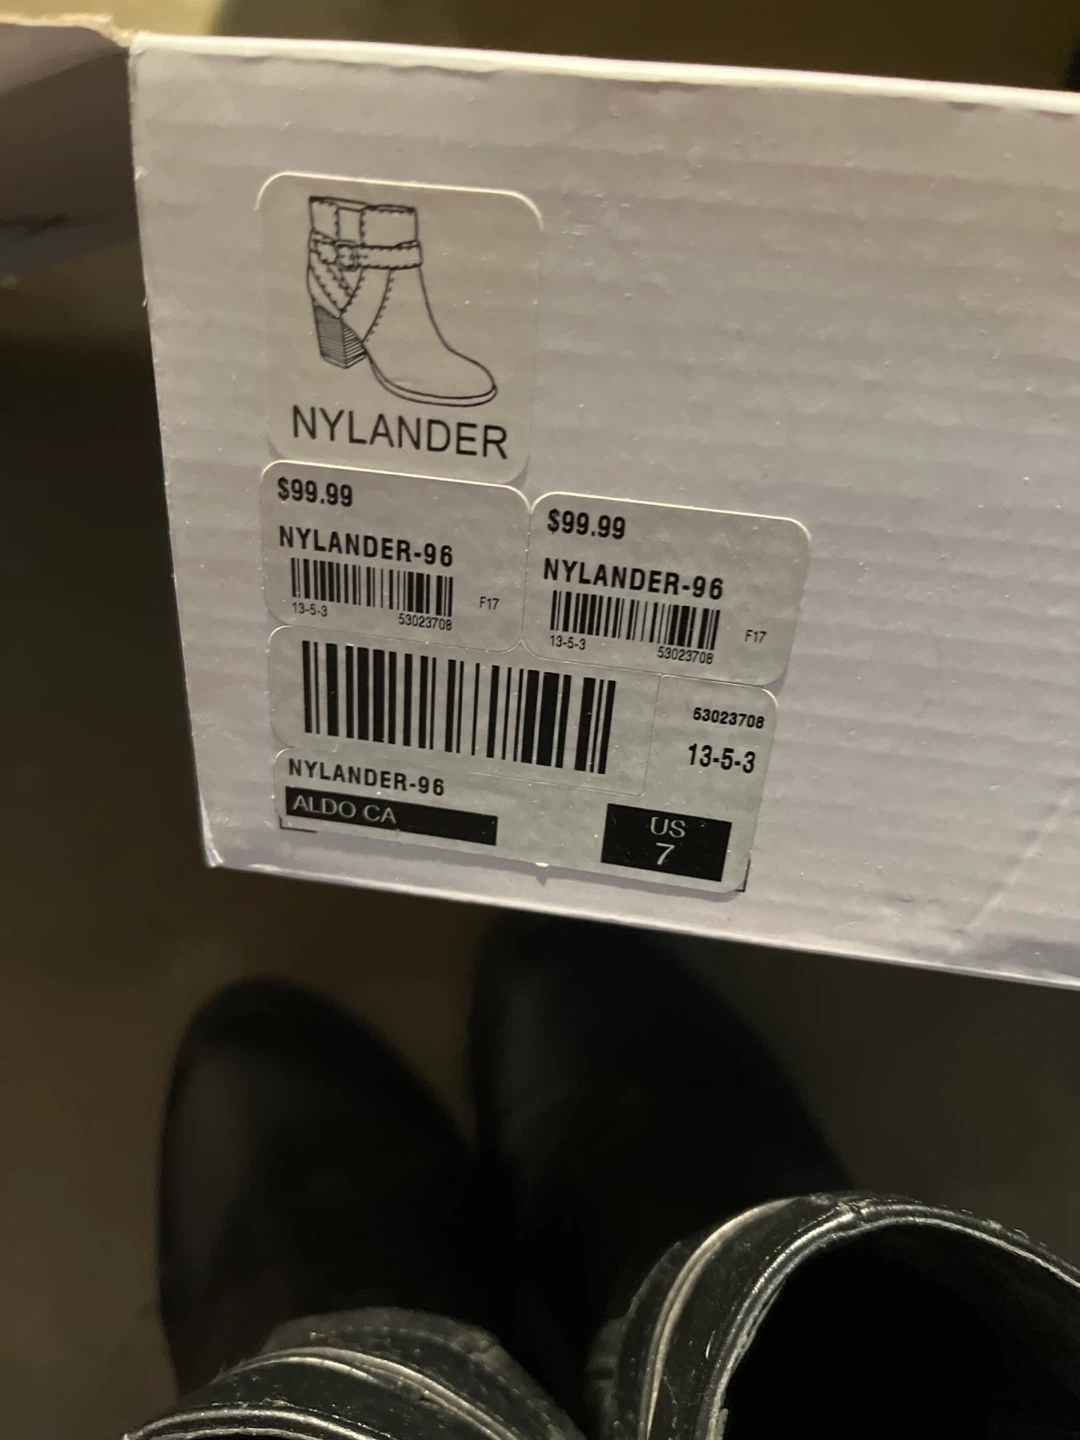 NYLANDER
$99.99
NYLANDER-96
13-5-3
53023708
F17
$99.99
NYLANDER-96
13-5-3
53023708
F17
53023708
13-5-3
NYLANDER-96
ALDO CA
US
7